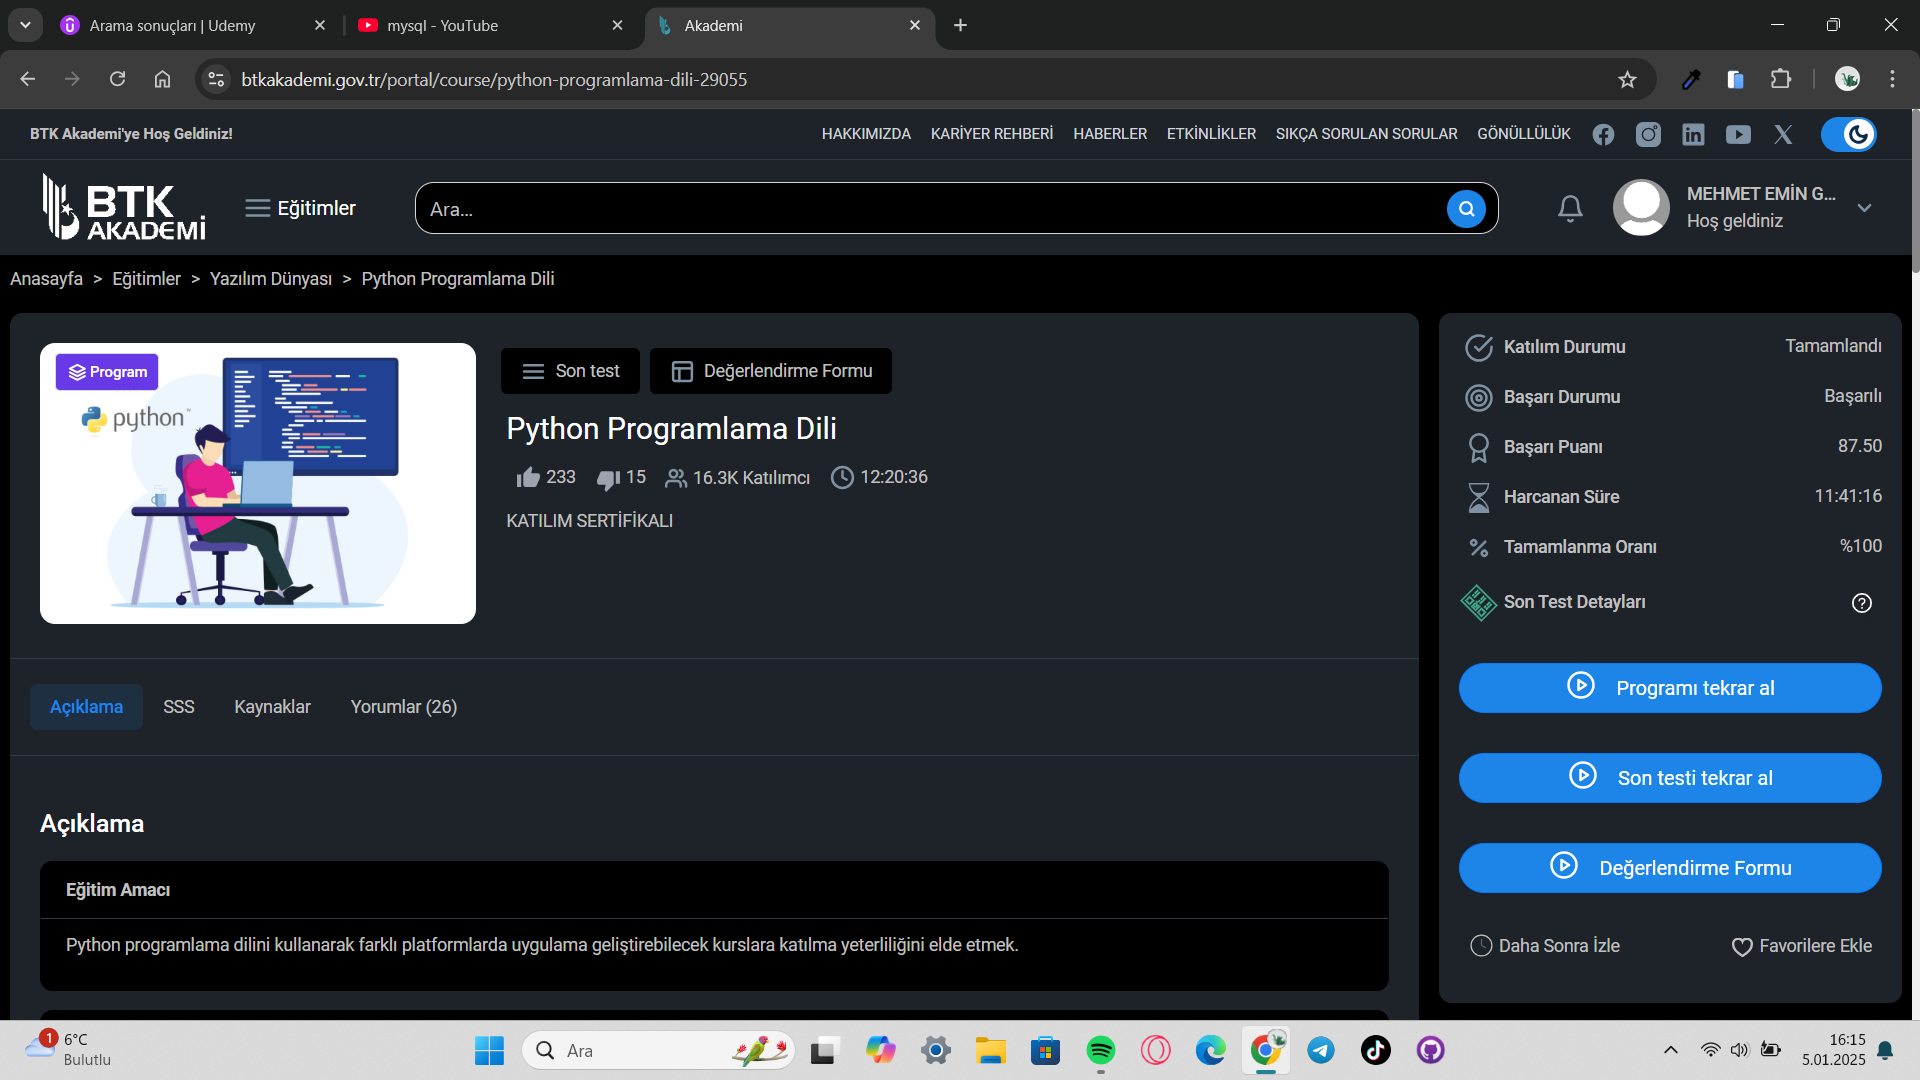 Arama sonuçları | Udemy
mysql - YouTube
Akademi
btkakademi.gov.tr/portal/course/python-programlama-dili-29055
BTK Akademi'ye Hoş Geldiniz!
HAKKIMIZDA
KARİYER REHBERİ
HABERLER
ETKİNLİKLER
SIKÇA SORULAN SORULAR
GÖNÜLLÜLÜK
BTK
AKADEMİ
Eğitimler
Ara...
MEHMET EMİN G...
Hoş geldiniz
Anasayfa > Eğitimler > Yazılım Dünyası > Python Programlama Dili
Program
python™
Son test
Değerlendirme Formu
Python Programlama Dili
233
15
16.3K Katılımcı
12:20:36
KATILIM SERTİFİKALI
Katılım Durumu Tamamlandı
Başarı Durumu Başarılı
Başarı Puanı 87.50
Harcanan Süre 11:41:16
Tamamlanma Oranı %100
Son Test Detayları
Programı tekrar al
Son testi tekrar al
Değerlendirme Formu
Daha Sonra İzle
Favorilere Ekle
Açıklama
SSS
Kaynaklar
Yorumlar (26)
Açıklama
Eğitim Amacı
Python programlama dilini kullanarak farklı platformlarda uygulama geliştirebilecek kurslara katılma yeterliliğini elde etmek.
1
6°C
Bulutlu
Ara
16:15
5.01.2025